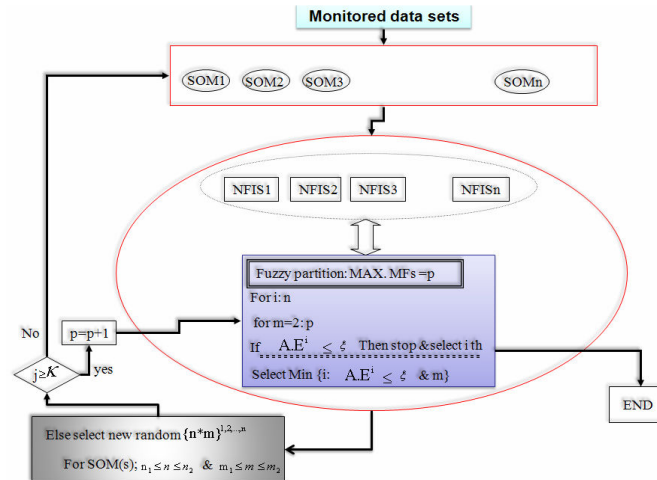 Monitored data sets
SOM1 SOM2 SOM3 SOMn
NFIS1 NFIS2 NFIS3 NFISn
Fuzzy partition: MAX. MFs =p
For i: n
for m=2: p
If A.E^i ≤ ξ Then stop & select i th
Select Min {i: A.E^i ≤ ξ & m}
No
p=p+1
j≥K
yes
END
Else select new random {n*m}^1,2,...,n
For SOM(s); n₁ ≤ n ≤ n₂ & m₁ ≤ m ≤ m₂